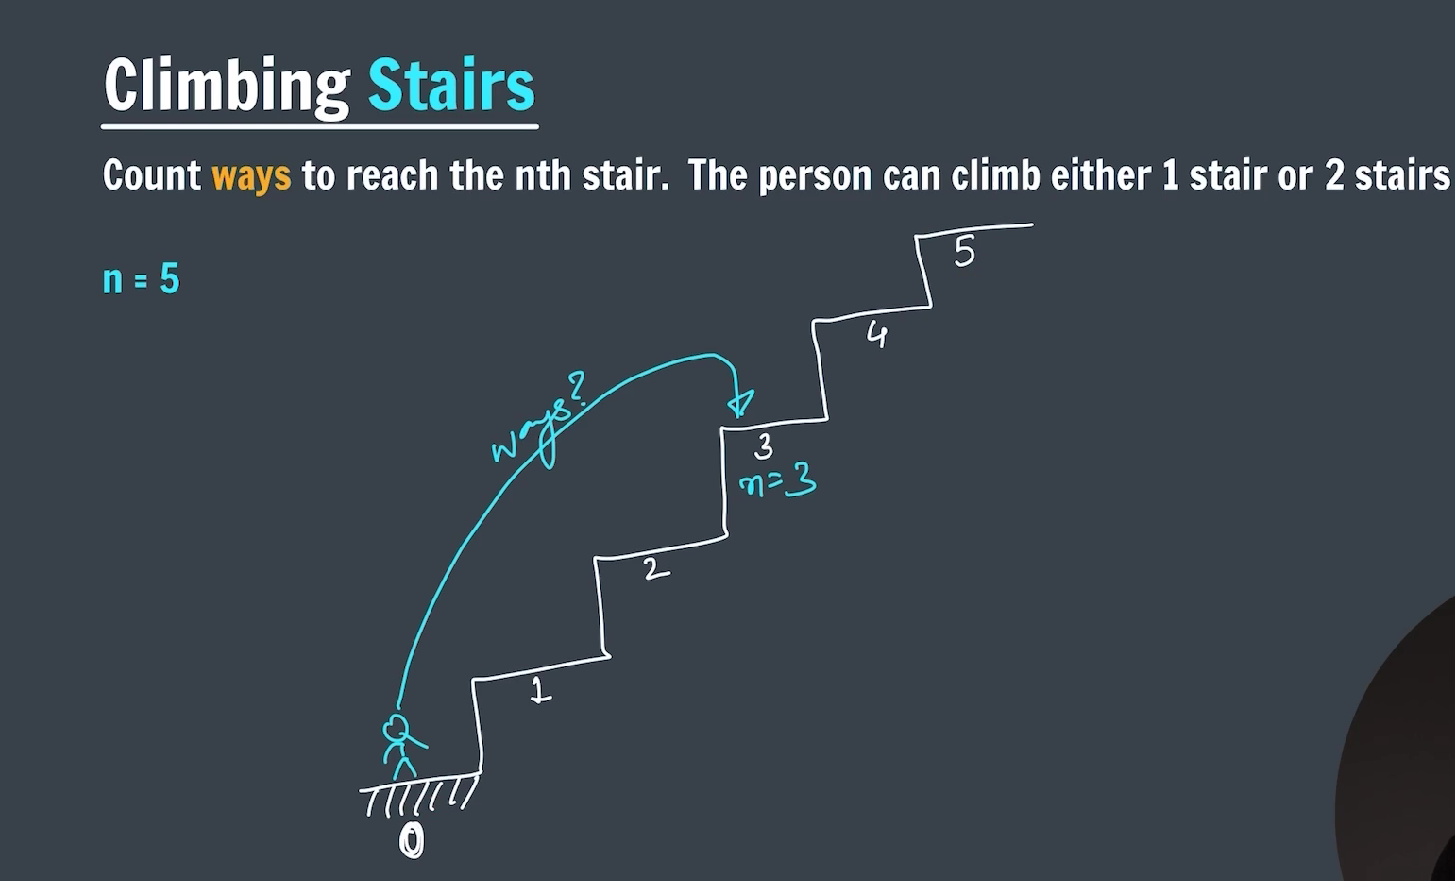 Climbing Stairs
Count ways to reach the nth stair. The person can climb either 1 stair or 2 stairs
n = 5
5
4
ways?
3
n=3
2
1
0